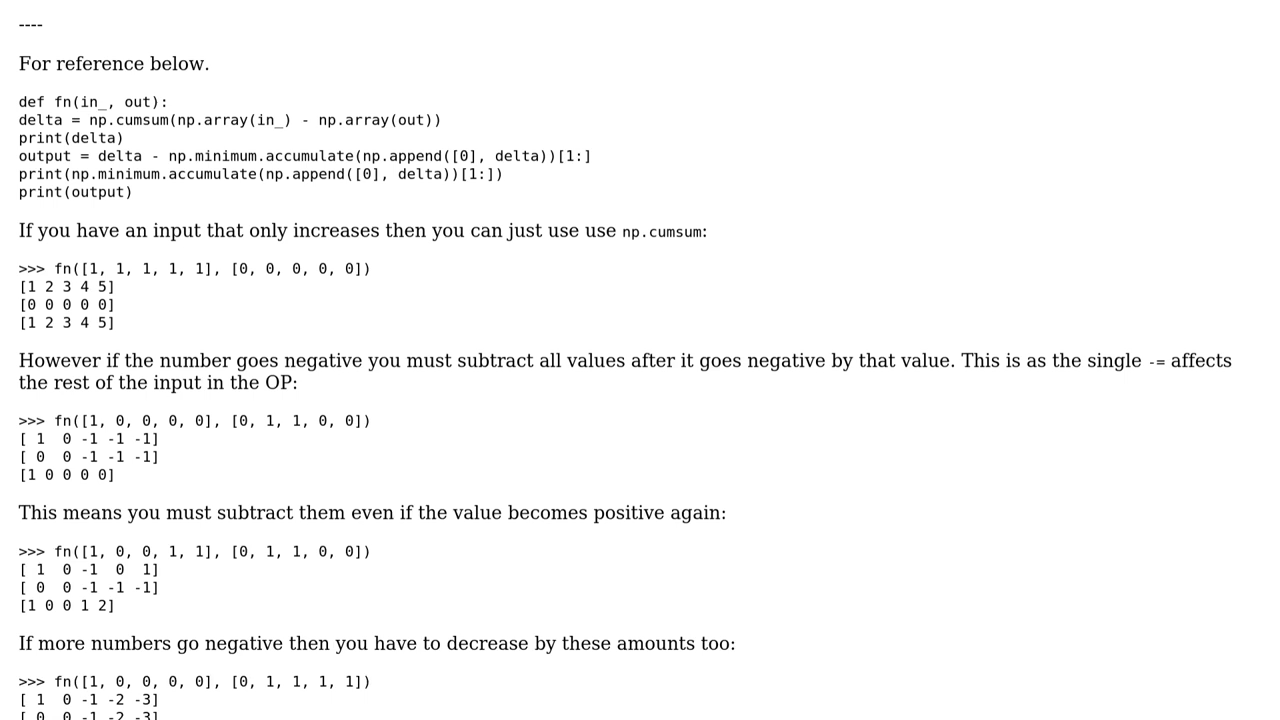 ----
For reference below.
def fn(in_, out):
delta = np.cumsum(np.array(in_) - np.array(out))
print(delta)
output = delta - np.minimum.accumulate(np.append([0], delta))[1:]
print(np.minimum.accumulate(np.append([0], delta))[1:])
print(output)
If you have an input that only increases then you can just use use np.cumsum:
>>> fn([1, 1, 1, 1, 1], [0, 0, 0, 0, 0])
[1 2 3 4 5]
[0 0 0 0 0]
[1 2 3 4 5]
However if the number goes negative you must subtract all values after it goes negative by that value. This is as the single -= affects
the rest of the input in the OP:
>>> fn([1, 0, 0, 0, 0], [0, 1, 1, 0, 0])
[ 1  0 -1 -1 -1]
[ 0  0 -1 -1 -1]
[1 0 0 0 0]
This means you must subtract them even if the value becomes positive again:
>>> fn([1, 0, 0, 1, 1], [0, 1, 1, 0, 0])
[ 1  0 -1  0  1]
[ 0  0 -1 -1 -1]
[1 0 0 1 2]
If more numbers go negative then you have to decrease by these amounts too:
>>> fn([1, 0, 0, 0, 0], [0, 1, 1, 1, 1])
[ 1  0 -1 -2 -3]
[ 0  0 -1 -2 -3]